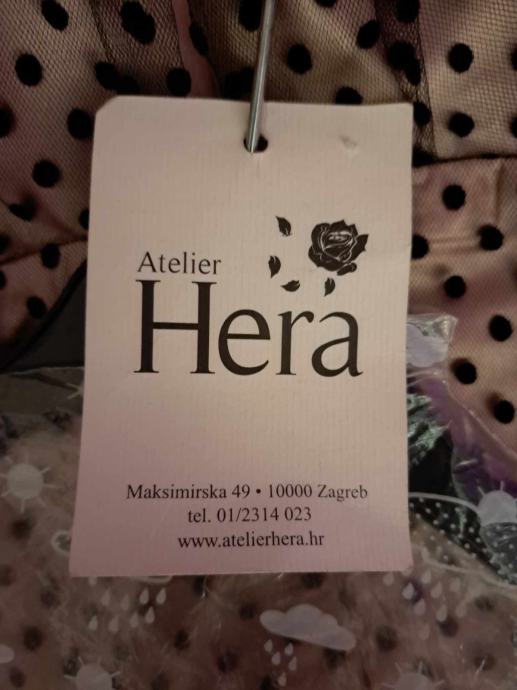 Atelier
Hera
Maksimirska 49 • 10000 Zagreb
tel. 01/2314 023
www.atelierhera.hr